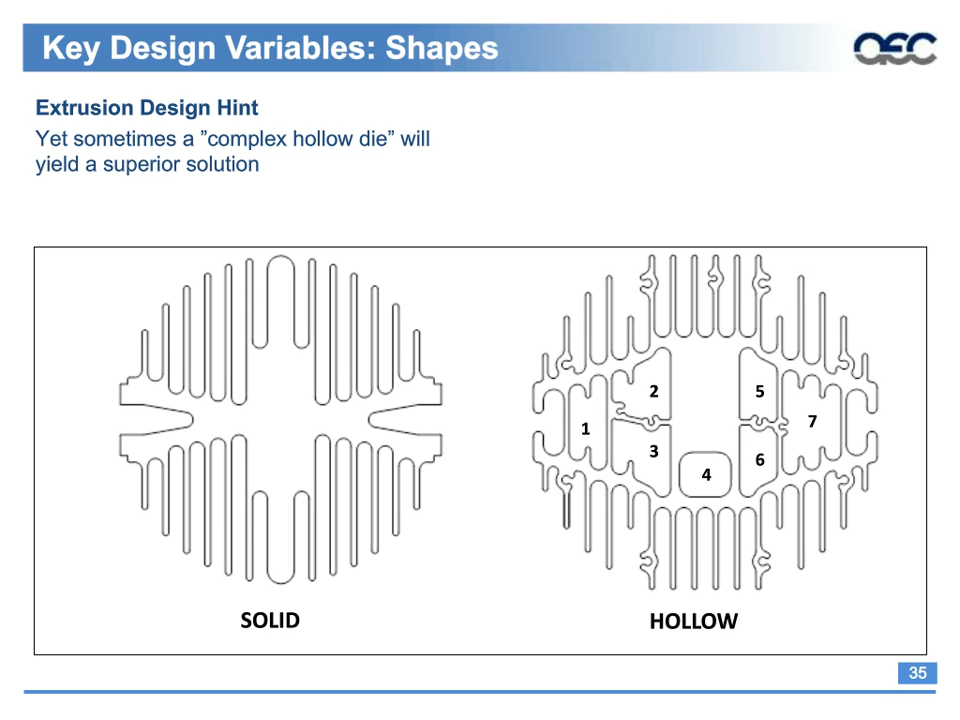 Key Design Variables: Shapes
AEC
Extrusion Design Hint
Yet sometimes a ”complex hollow die” will
yield a superior solution
1
2
3
4
5
6
7
SOLID
HOLLOW
35